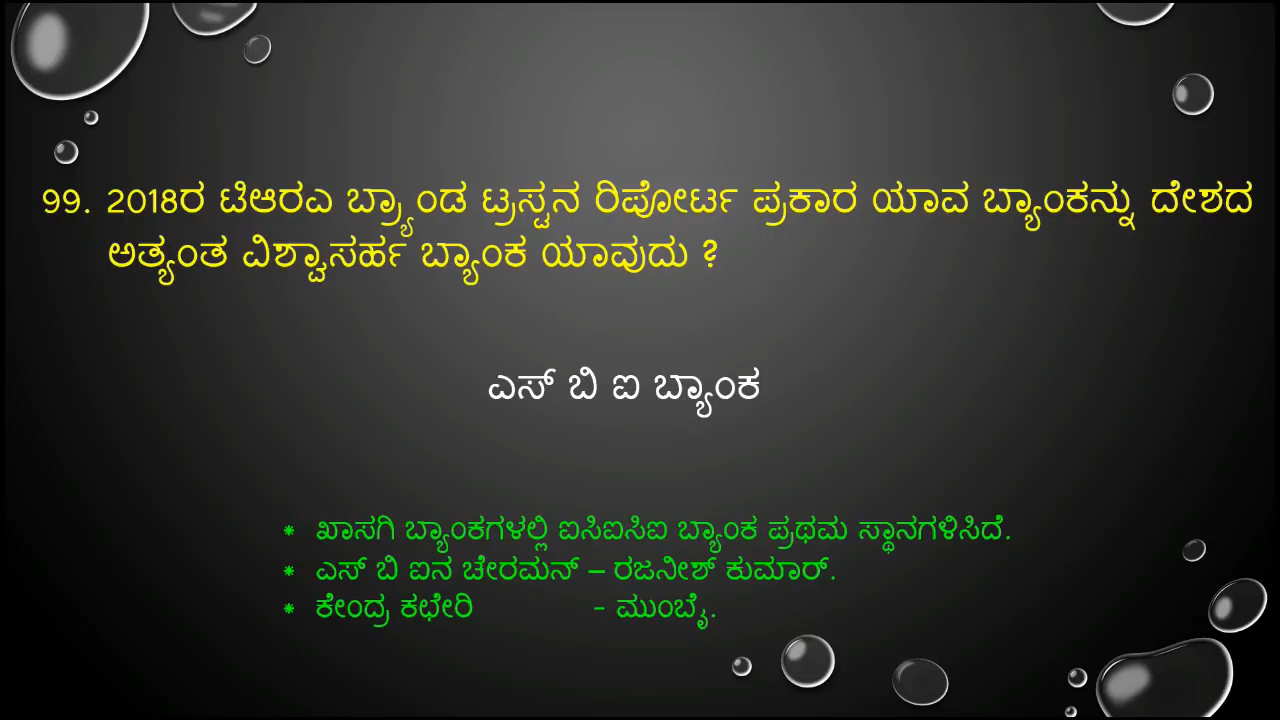 99. 2018ರ ಟಿಆರಎ ಬ್ರ್ಯಾಂಡ ಟ್ರಸ್ಟನ ರಿಪೋರ್ಟ ಪ್ರಕಾರ ಯಾವ ಬ್ಯಾಂಕನ್ನು ದೇಶದ
ಅತ್ಯಂತ ವಿಶ್ವಾಸರ್ಹ ಬ್ಯಾಂಕ ಯಾವುದು ?
ಎಸ್ ಬಿ ಐ ಬ್ಯಾಂಕ
* ಖಾಸಗಿ ಬ್ಯಾಂಕಗಳಲ್ಲಿ ಐಸಿಐಸಿಐ ಬ್ಯಾಂಕ ಪ್ರಥಮ ಸ್ಥಾನಗಳಿಸಿದೆ.
* ಎಸ್ ಬಿ ಐನ ಚೇರಮನ್ – ರಜನೀಶ್ ಕುಮಾರ್.
* ಕೇಂದ್ರ ಕಛೇರಿ - ಮುಂಬೈ.